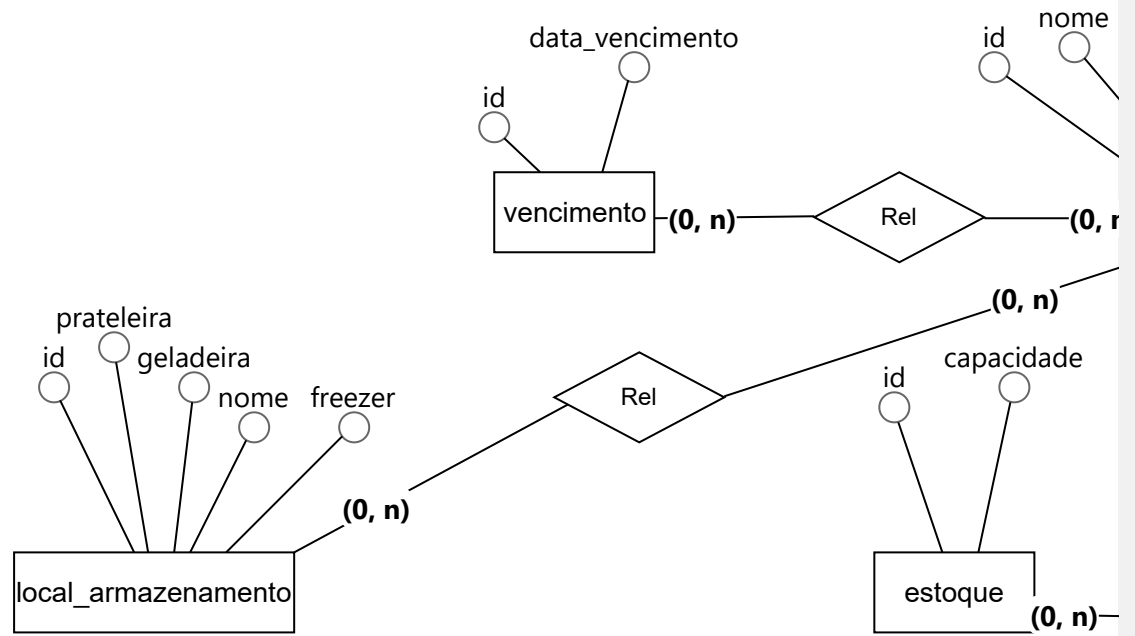 nome
data_vencimento
id
id
vencimento
(0, n)
Rel
(0, n
(0, n)
prateleira
id
geladeira
capacidade
id
nome
freezer
Rel
(0, n)
local_armazenamento
estoque
(0, n)